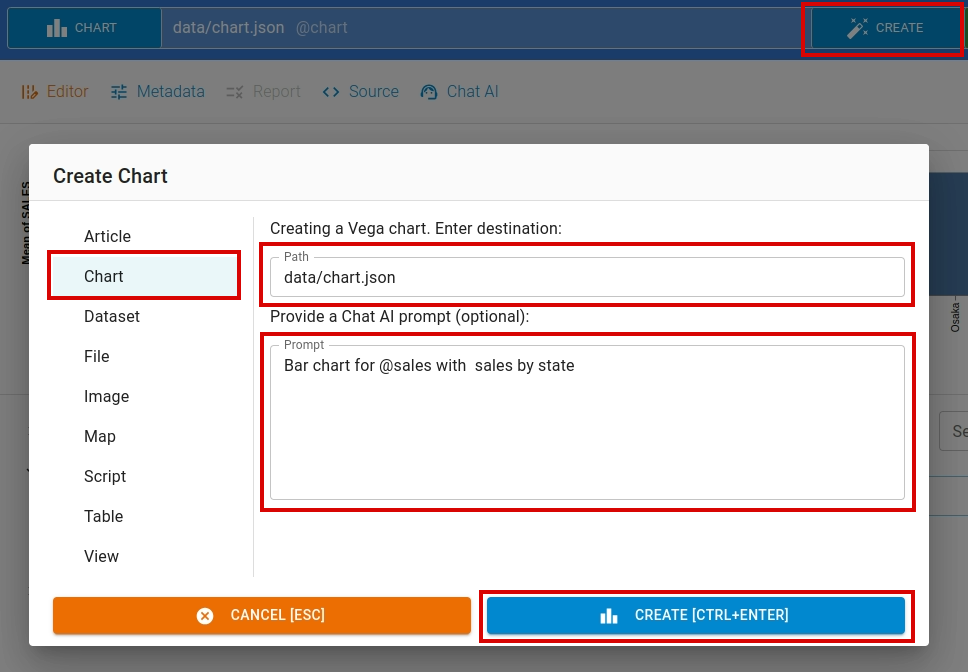 CHART
data/chart.json @chart
CREATE
Editor
Metadata
Report
Source
Chat AI
Create Chart
Mean of SALES
Article
Chart
Dataset
File
Image
Map
Script
Table
View
Creating a Vega chart. Enter destination:
Path
data/chart.json
Provide a Chat AI prompt (optional):
Prompt
Bar chart for @sales with  sales by state
Osaka
Se
CANCEL [ESC]
CREATE [CTRL+ENTER]